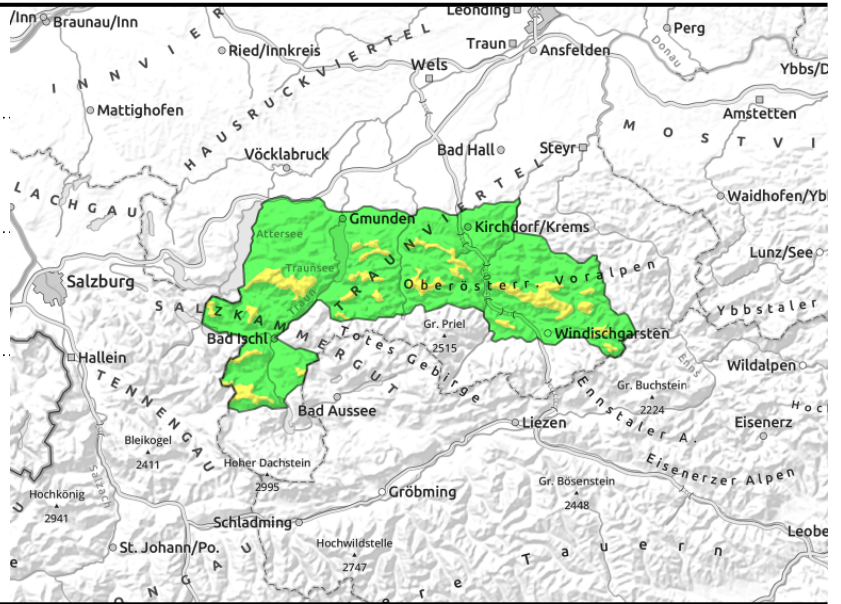 /Inn
Braunau/Inn
Leonding
Perg
Traun
Ansfelden
Donau
Ried/Innkreis
INNVIER
HAUSRUCKVIERTEL
Wels
Ybbs/D
Mattighofen
Amstetten
MOSTVI
Vöcklabruck
Bad Hall
Steyr
LACHGAU
Waidhofen/Yb
Gmunden
Kirchdorf/Krems
TRAUNVIERTEL
Attersee
Lunz/See
Traunsee
Salzburg
Oberösterr. Voralpen
Traun
SALZKAMMERGUT
Ybbstaler
Gr. Priel
2515
Windischgarsten
Bad Ischl
Totes Gebirge
Hallein
Enns
Wildalpen
TENNENGAU
Gr. Buchstein
2224
Ennstaler A.
Hoch
Bad Aussee
Liezen
Eisenerz
Bleikogel
2411
Hoher Dachstein
2995
Eisenerzer Alpen
Salzach
Hochkönig
2941
Gröbming
Gr. Bösenstein
2448
U
Schladming
Leobe
St. Johann/Po.
Hochwildstelle
2747
e
ONGAU
ere Tauern